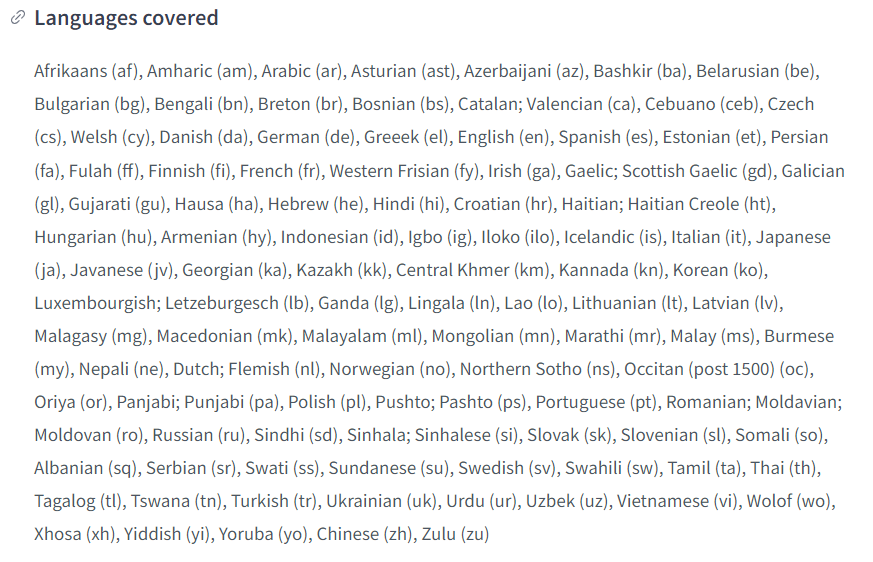 Languages covered
Afrikaans (af), Amharic (am), Arabic (ar), Asturian (ast), Azerbaijani (az), Bashkir (ba), Belarusian (be),
Bulgarian (bg), Bengali (bn), Breton (br), Bosnian (bs), Catalan; Valencian (ca), Cebuano (ceb), Czech
(cs), Welsh (cy), Danish (da), German (de), Greeek (el), English (en), Spanish (es), Estonian (et), Persian
(fa), Fulah (ff), Finnish (fi), French (fr), Western Frisian (fy), Irish (ga), Gaelic; Scottish Gaelic (gd), Galician
(gl), Gujarati (gu), Hausa (ha), Hebrew (he), Hindi (hi), Croatian (hr), Haitian; Haitian Creole (ht),
Hungarian (hu), Armenian (hy), Indonesian (id), Igbo (ig), Iloko (ilo), Icelandic (is), Italian (it), Japanese
(ja), Javanese (jv), Georgian (ka), Kazakh (kk), Central Khmer (km), Kannada (kn), Korean (ko),
Luxembourgish; Letzeburgesch (lb), Ganda (lg), Lingala (ln), Lao (lo), Lithuanian (lt), Latvian (lv),
Malagasy (mg), Macedonian (mk), Malayalam (ml), Mongolian (mn), Marathi (mr), Malay (ms), Burmese
(my), Nepali (ne), Dutch; Flemish (nl), Norwegian (no), Northern Sotho (ns), Occitan (post 1500) (oc),
Oriya (or), Panjabi; Punjabi (pa), Polish (pl), Pushto; Pashto (ps), Portuguese (pt), Romanian; Moldavian;
Moldovan (ro), Russian (ru), Sindhi (sd), Sinhala; Sinhalese (si), Slovak (sk), Slovenian (sl), Somali (so),
Albanian (sq), Serbian (sr), Swati (ss), Sundanese (su), Swedish (sv), Swahili (sw), Tamil (ta), Thai (th),
Tagalog (tl), Tswana (tn), Turkish (tr), Ukrainian (uk), Urdu (ur), Uzbek (uz), Vietnamese (vi), Wolof (wo),
Xhosa (xh), Yiddish (yi), Yoruba (yo), Chinese (zh), Zulu (zu)